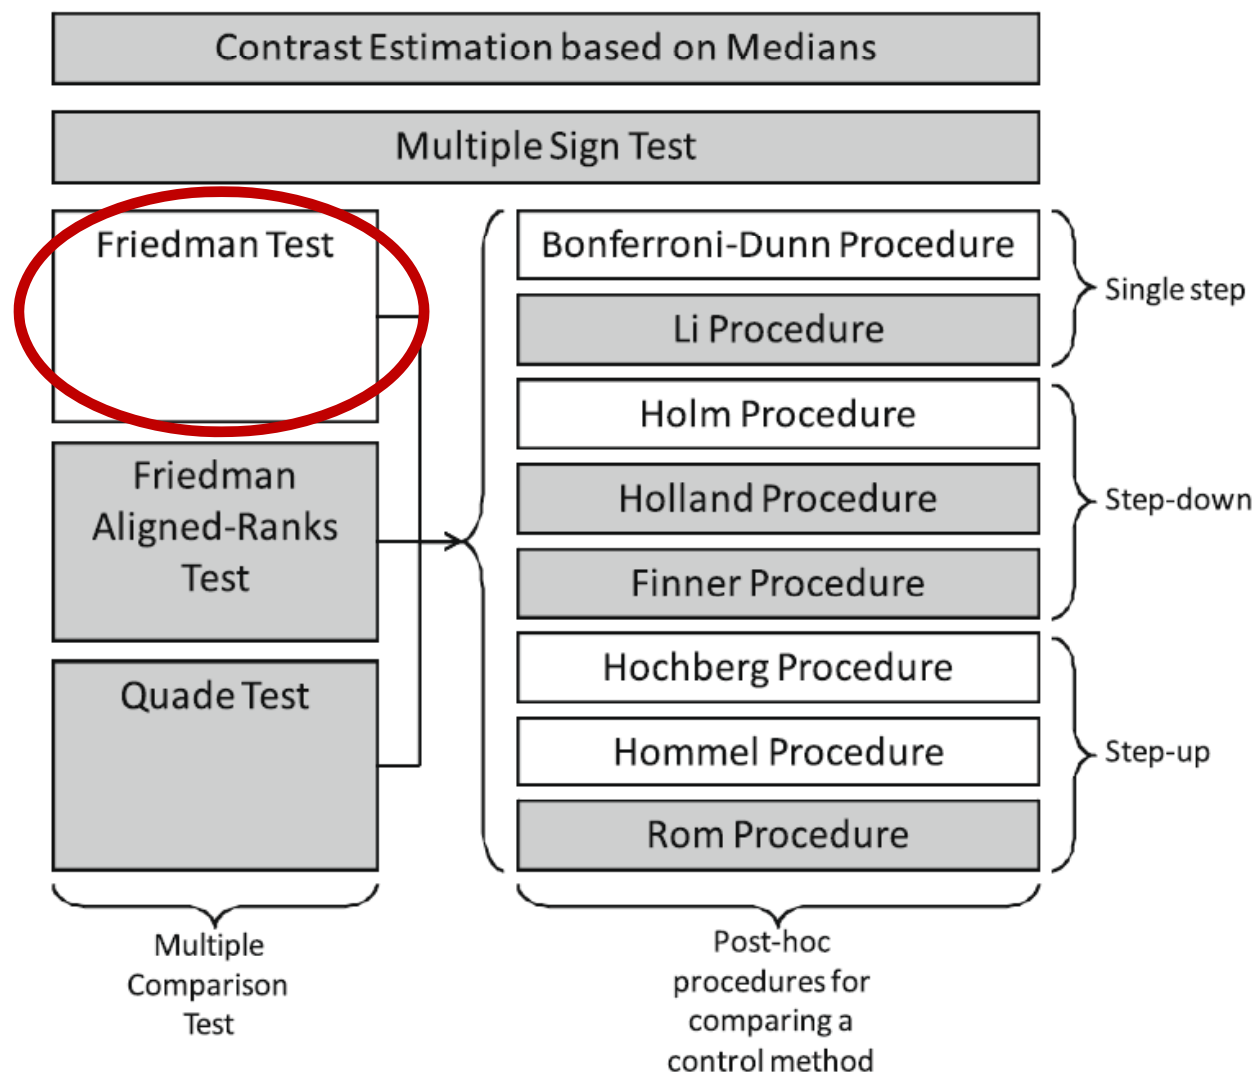 Contrast Estimation based on Medians
Multiple Sign Test
Friedman Test
Friedman
Aligned-Ranks
Test
Quade Test
Multiple
Comparison
Test
Bonferroni-Dunn Procedure
Li Procedure
Holm Procedure
Holland Procedure
Finner Procedure
Hochberg Procedure
Hommel Procedure
Rom Procedure
Post-hoc
procedures for
comparing a
control method
Single step
Step-down
Step-up